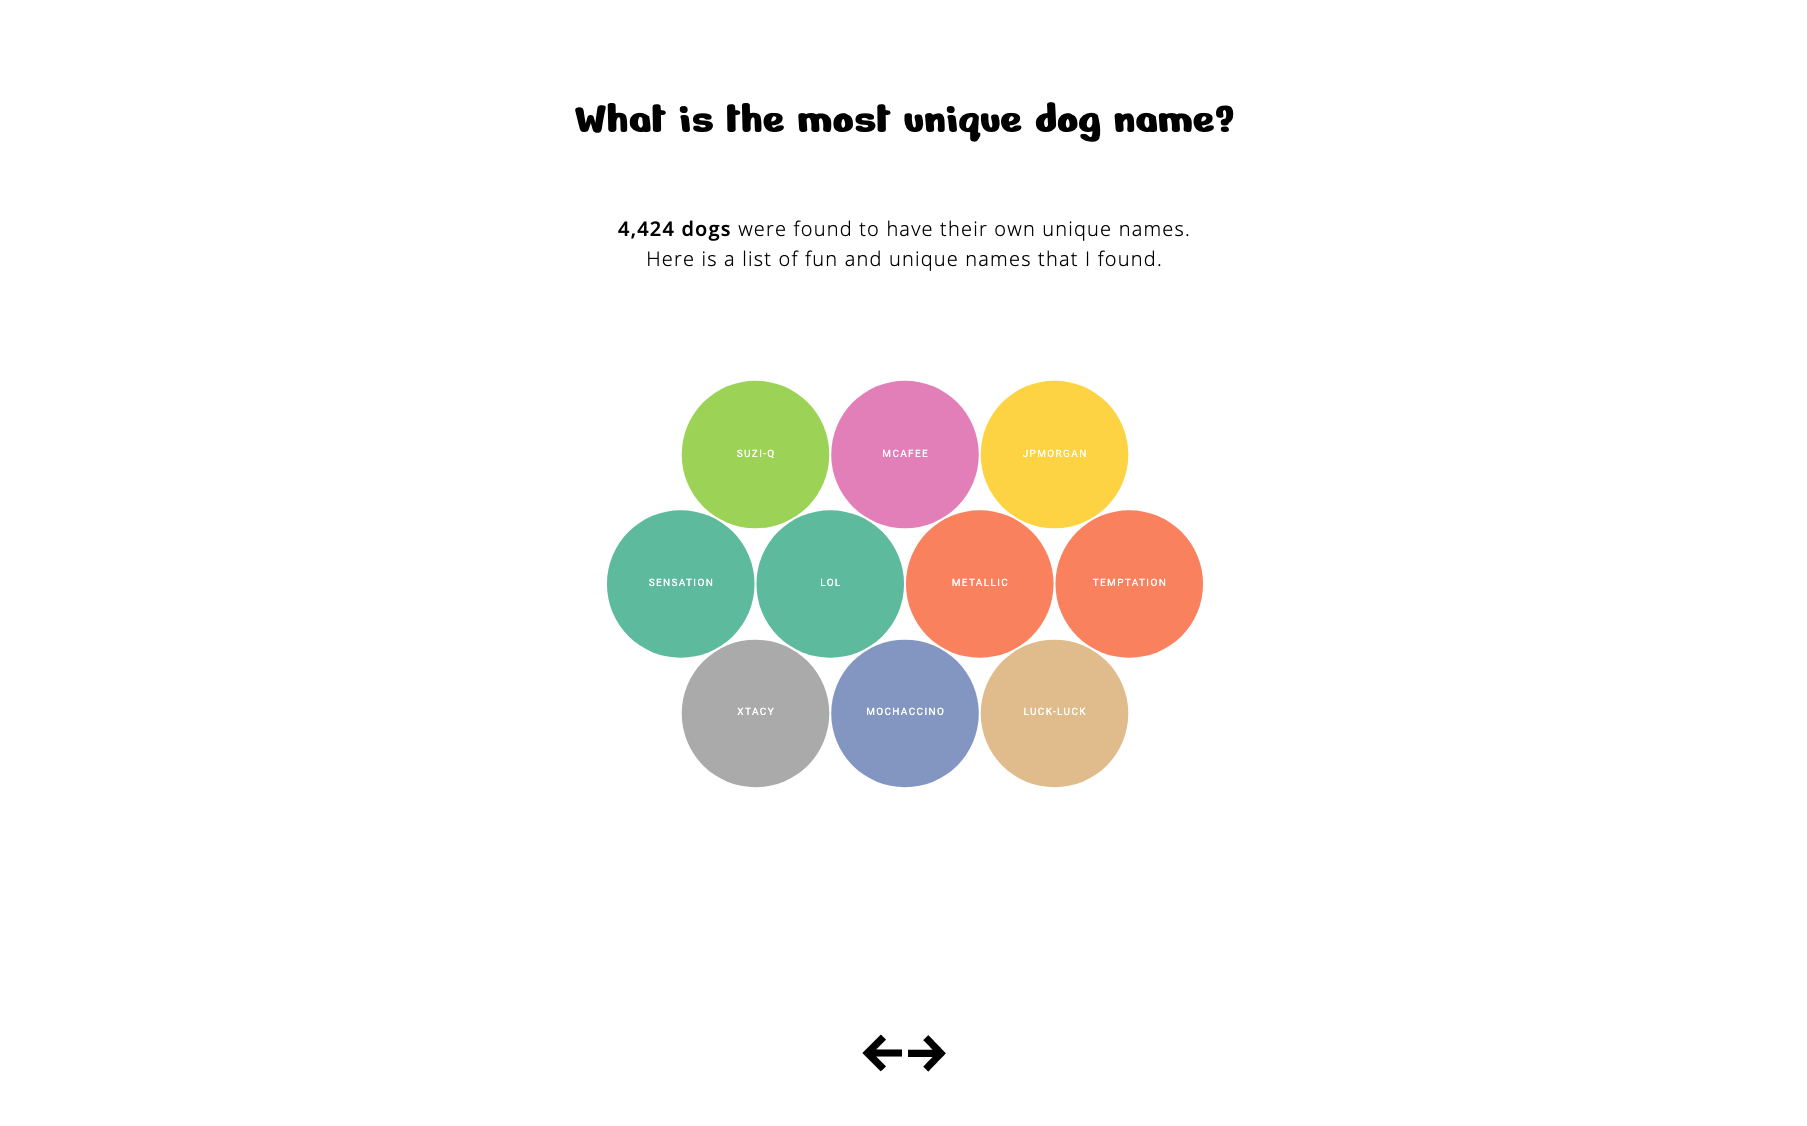 What is the most unique dog name?
4,424 dogs were found to have their own unique names.
Here is a list of fun and unique names that I found.
SUZI-Q
MCAFEE
JPMORGAN
SENSATION
LOL
METALLIC
TEMPTATION
XTACY
MOCHACCINO
LUCK-LUCK